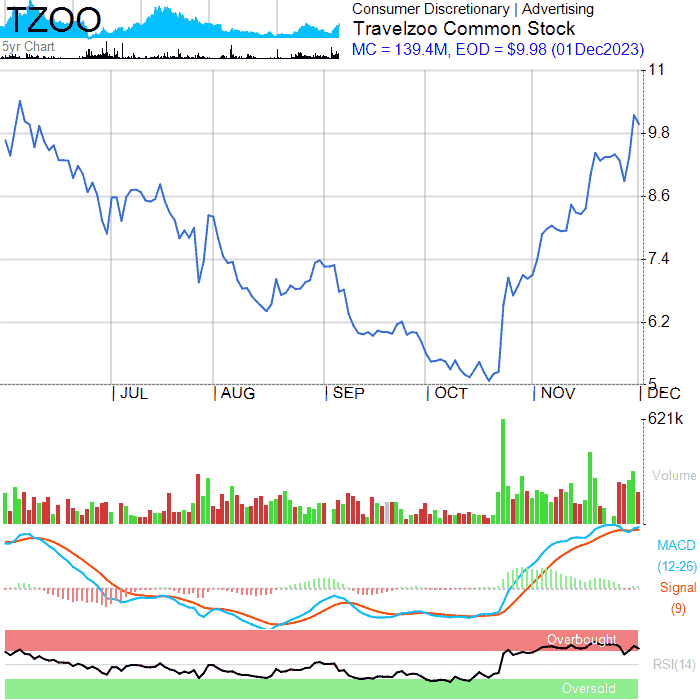 TZOO
5yr Chart
Consumer Discretionary | Advertising
Travelzoo Common Stock
MC = 139.4M, EOD = $9.98 (01Dec2023)
11
9.8
8.6
7.4
6.2
5
JUL AUG SEP OCT NOV DEC
621k
Volume
MACD
(12-26)
Signal
(9)
Overbought
RSI(14)
Oversold